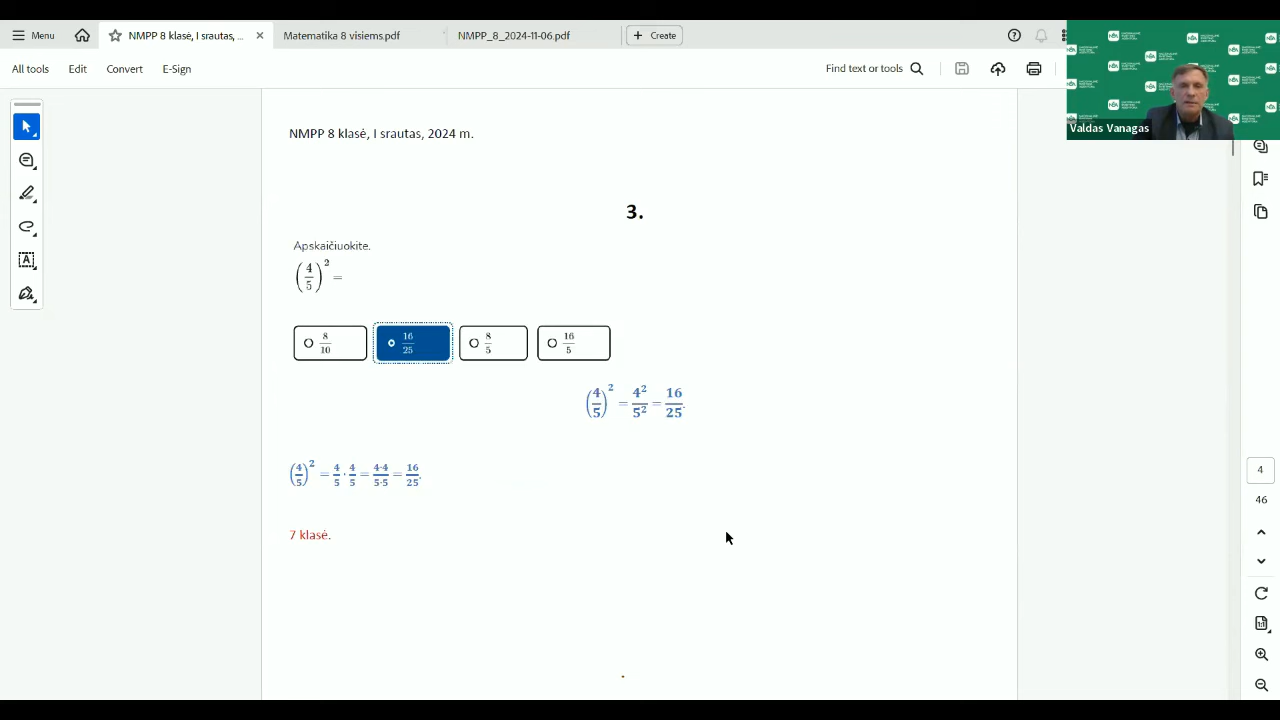 Menu
NMPP 8 klasė, I srautas, ...
Matematika 8 visiems.pdf
NMPP_8_2024-11-06.pdf
Create
All tools Edit Convert E-Sign
Find text or tools
Valdas Vanagas
NMPP 8 klasė, I srautas, 2024 m.
3.
Apskaičiuokite.
(4/5)² =
8/10 16/25 8/5 16/5
(4/5)² = 4²/5² = 16/25.
(4/5)² = 4/5 · 4/5 = 4·4/5·5 = 16/25.
7 klasė.
4
46